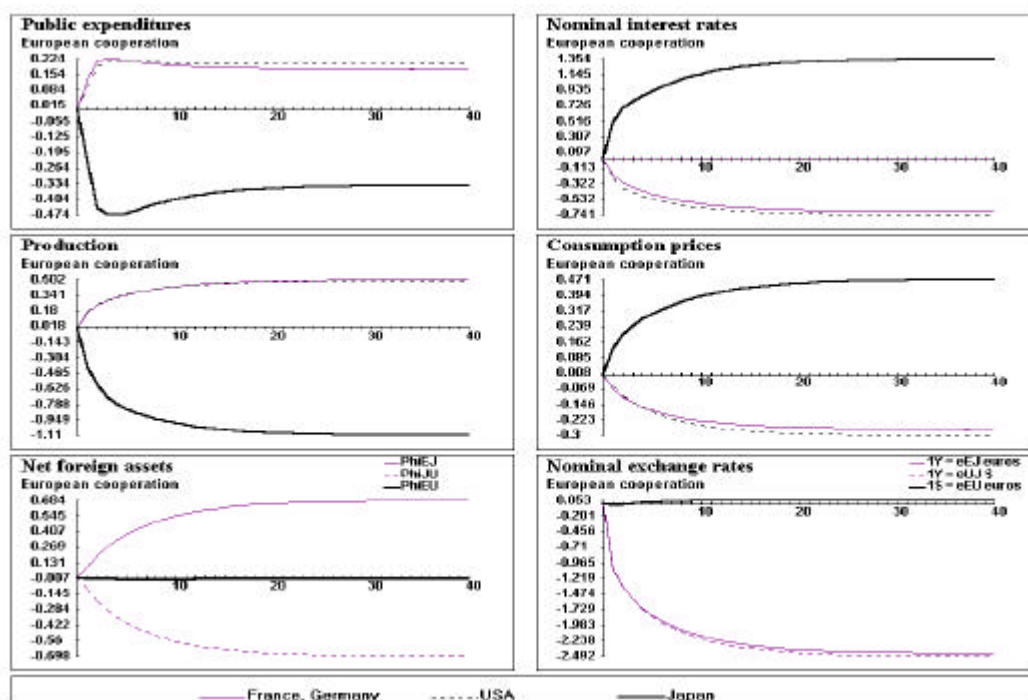 Public expenditures
European cooperation
0.224
0.154
0.084
0.015
-0.055
-0.125
-0.195
-0.264
-0.334
-0.404
-0.474
10 20 30 40
Nominal interest rates
European cooperation
1.354
1.145
0.935
0.726
0.516
0.307
0.097
-0.113
-0.322
-0.532
-0.741
10 20 30 40
Production
European cooperation
0.502
0.341
0.18
0.018
-0.143
-0.304
-0.465
-0.626
-0.788
-0.949
-1.11
10 20 30 40
Consumption prices
European cooperation
0.471
0.394
0.317
0.239
0.162
0.085
0.008
-0.069
-0.146
-0.223
-0.3
10 20 30 40
Net foreign assets
European cooperation
PhiEJ
PhiJU
PhiEU
0.684
0.545
0.407
0.269
0.131
-0.007
-0.145
-0.284
-0.422
-0.56
-0.698
10 20 30 40
Nominal exchange rates
European cooperation
1Y = eEJ euros
1Y = eUJ $
1$ = eEU euros
0.053
-0.201
-0.456
-0.71
-0.965
-1.219
-1.474
-1.729
-1.983
-2.238
-2.492
10 20 30 40
France, Germany USA Japan